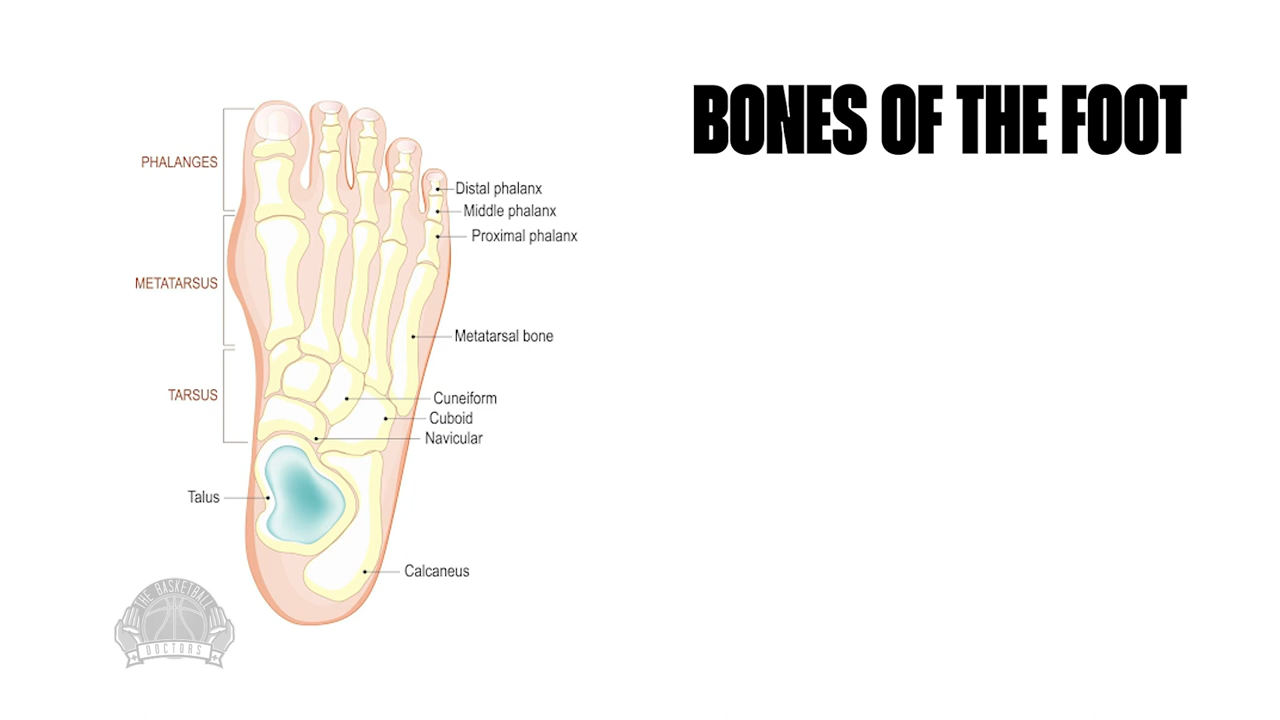 BONES OF THE FOOT
PHALANGES
Distal phalanx
Middle phalanx
Proximal phalanx
METATARSUS
Metatarsal bone
TARSUS
Cuneiform
Cuboid
Navicular
Talus
Calcaneus
THE BASKETBALL
DOCTORS